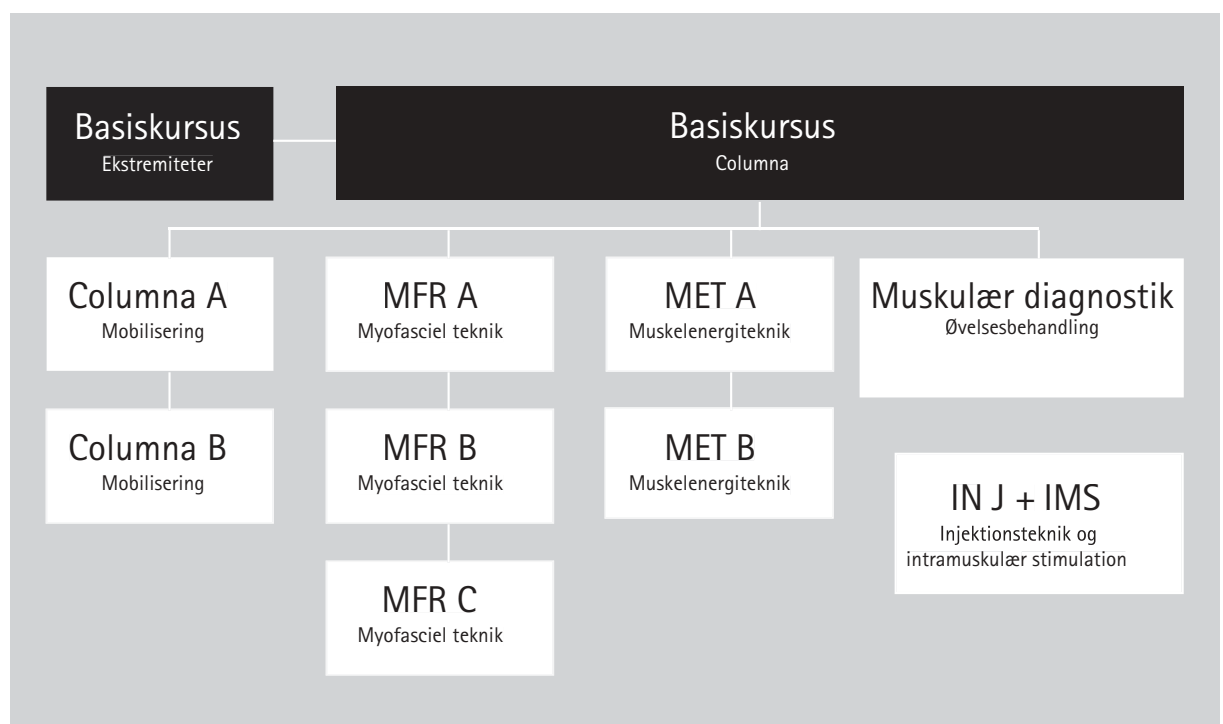 Basiskursus
Ekstremiteter
Basiskursus
Columna
Columna A
Mobilisering
MFR A
Myofasciel teknik
MET A
Muskelenergiteknik
Muskulær diagnostik
Øvelsesbehandling
Columna B
Mobilisering
MFR B
Myofasciel teknik
MET B
Muskelenergiteknik
IN J + IMS
Injektionsteknik og
intramuskulær stimulation
MFR C
Myofasciel teknik